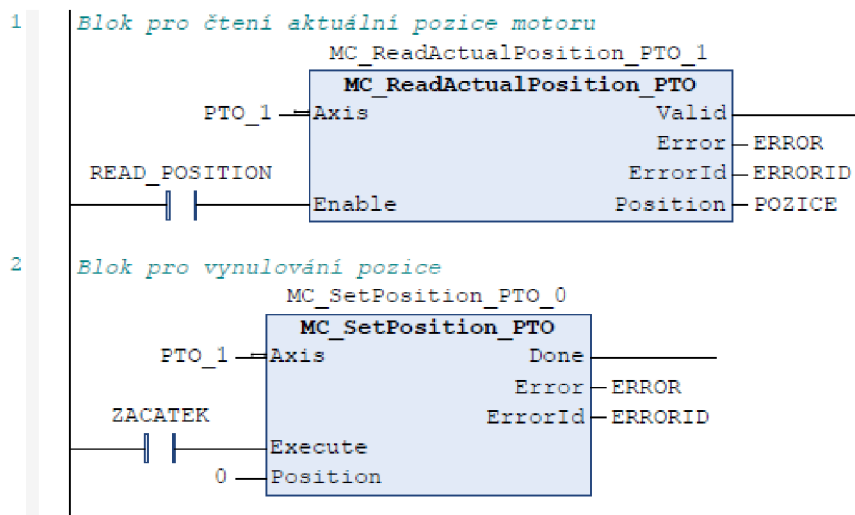 1 Blok pro čtení aktuální pozice motoru
MC_ReadActualPosition_PTO_1
MC_ReadActualPosition_PTO
PTO_1 Axis Valid
Error ERROR
READ_POSITION ErrorId ERRORID
Enable Position POZICE
2 Blok pro vynulování pozice
MC_SetPosition_PTO_0
MC_SetPosition_PTO
PTO_1 Axis Done
Error ERROR
ZACATEK ErrorId ERRORID
Execute
0 Position